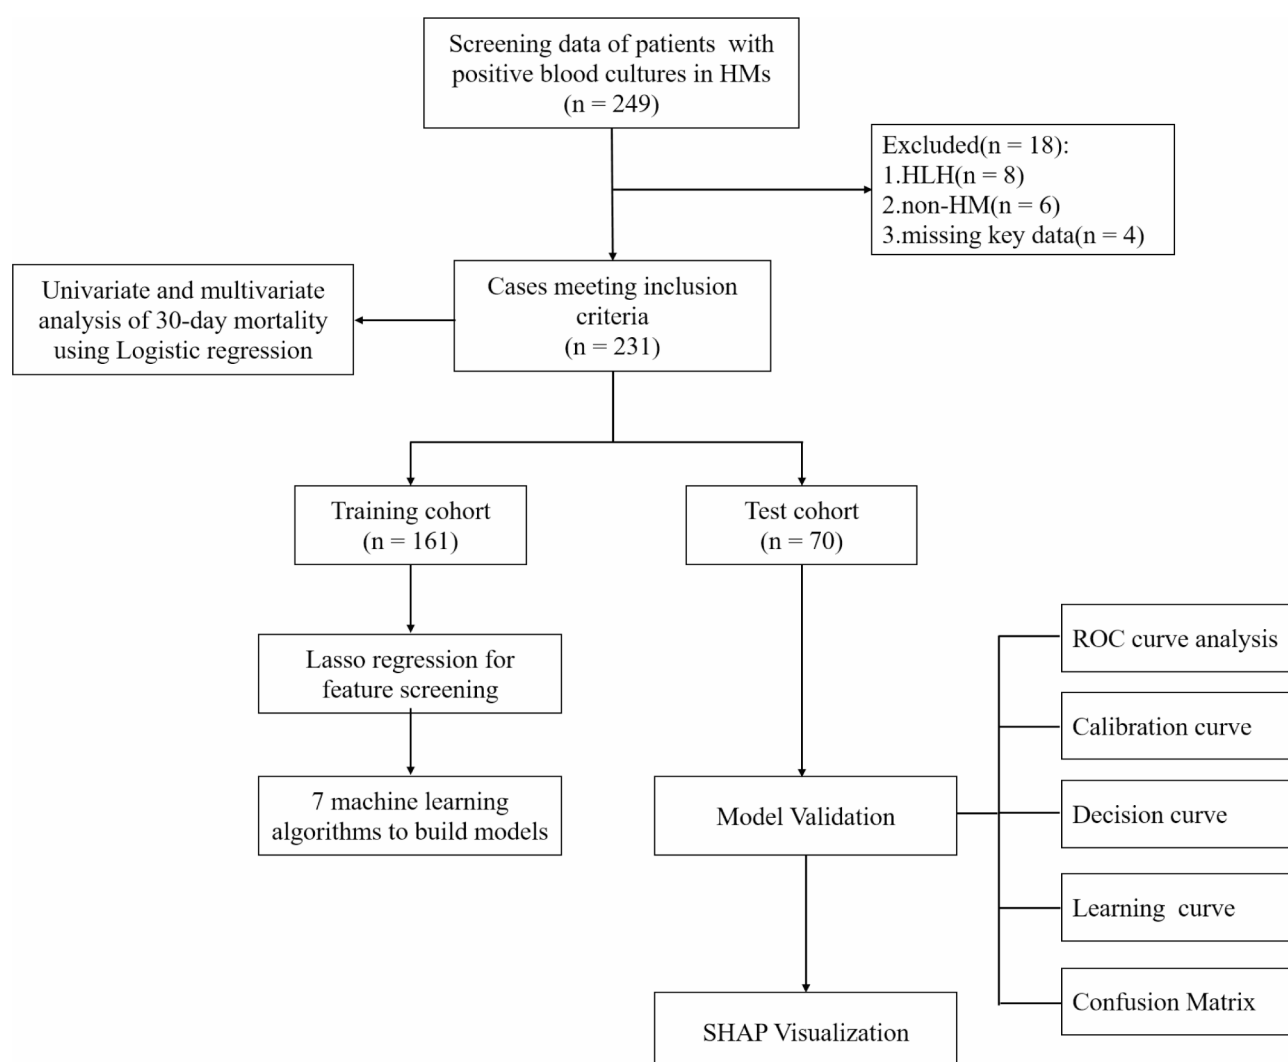 Screening data of patients with
positive blood cultures in HMs
(n = 249)
Excluded(n = 18):
1.HLH(n = 8)
2.non-HM(n = 6)
3.missing key data(n = 4)
Univariate and multivariate
analysis of 30-day mortality
using Logistic regression
Cases meeting inclusion
criteria
(n = 231)
Training cohort
(n = 161)
Test cohort
(n = 70)
Lasso regression for
feature screening
7 machine learning
algorithms to build models
Model Validation
ROC curve analysis
Calibration curve
Decision curve
Learning curve
Confusion Matrix
SHAP Visualization